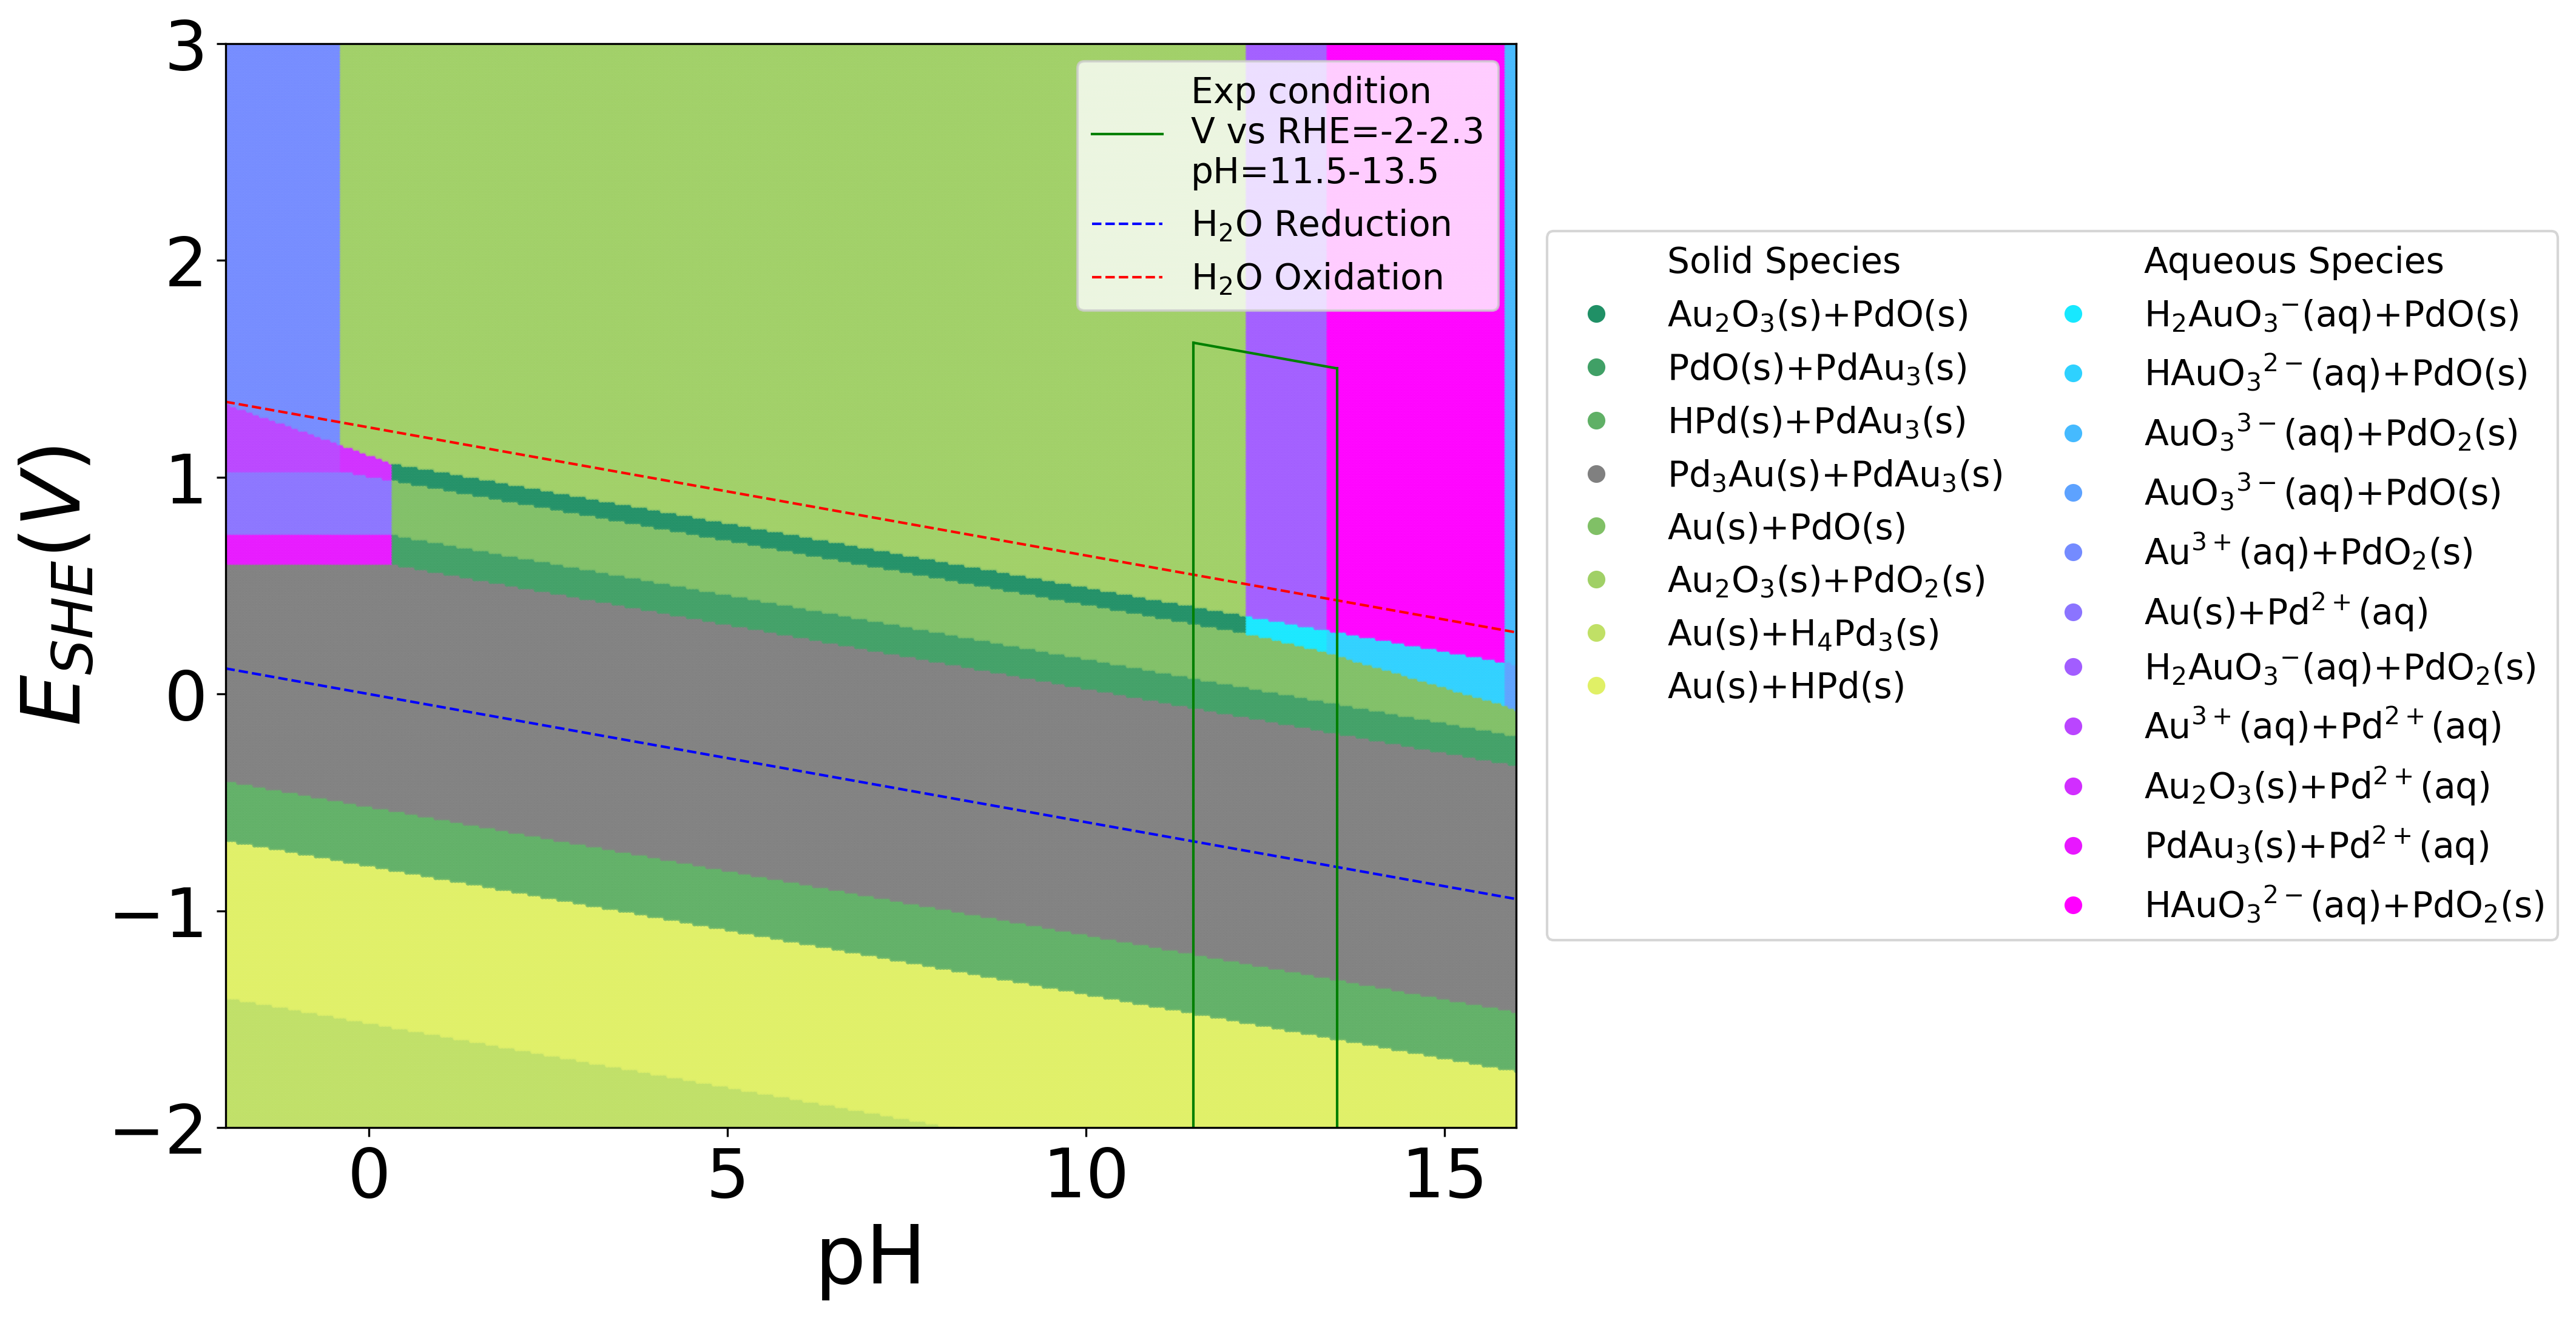 3
2
1
0
−1
−2
E_SHE(V)
0
5
10
15
pH
Exp condition
V vs RHE=-2-2.3
pH=11.5-13.5
H₂O Reduction
H₂O Oxidation
Solid Species
Au₂O₃(s)+PdO(s)
PdO(s)+PdAu₃(s)
HPd(s)+PdAu₃(s)
Pd₃Au(s)+PdAu₃(s)
Au(s)+PdO(s)
Au₂O₃(s)+PdO₂(s)
Au(s)+H₄Pd₃(s)
Au(s)+HPd(s)
Aqueous Species
H₂AuO₃⁻(aq)+PdO(s)
HAuO₃²⁻(aq)+PdO(s)
AuO₃³⁻(aq)+PdO₂(s)
AuO₃³⁻(aq)+PdO(s)
Au³⁺(aq)+PdO₂(s)
Au(s)+Pd²⁺(aq)
H₂AuO₃⁻(aq)+PdO₂(s)
Au³⁺(aq)+Pd²⁺(aq)
Au₂O₃(s)+Pd²⁺(aq)
PdAu₃(s)+Pd²⁺(aq)
HAuO₃²⁻(aq)+PdO₂(s)